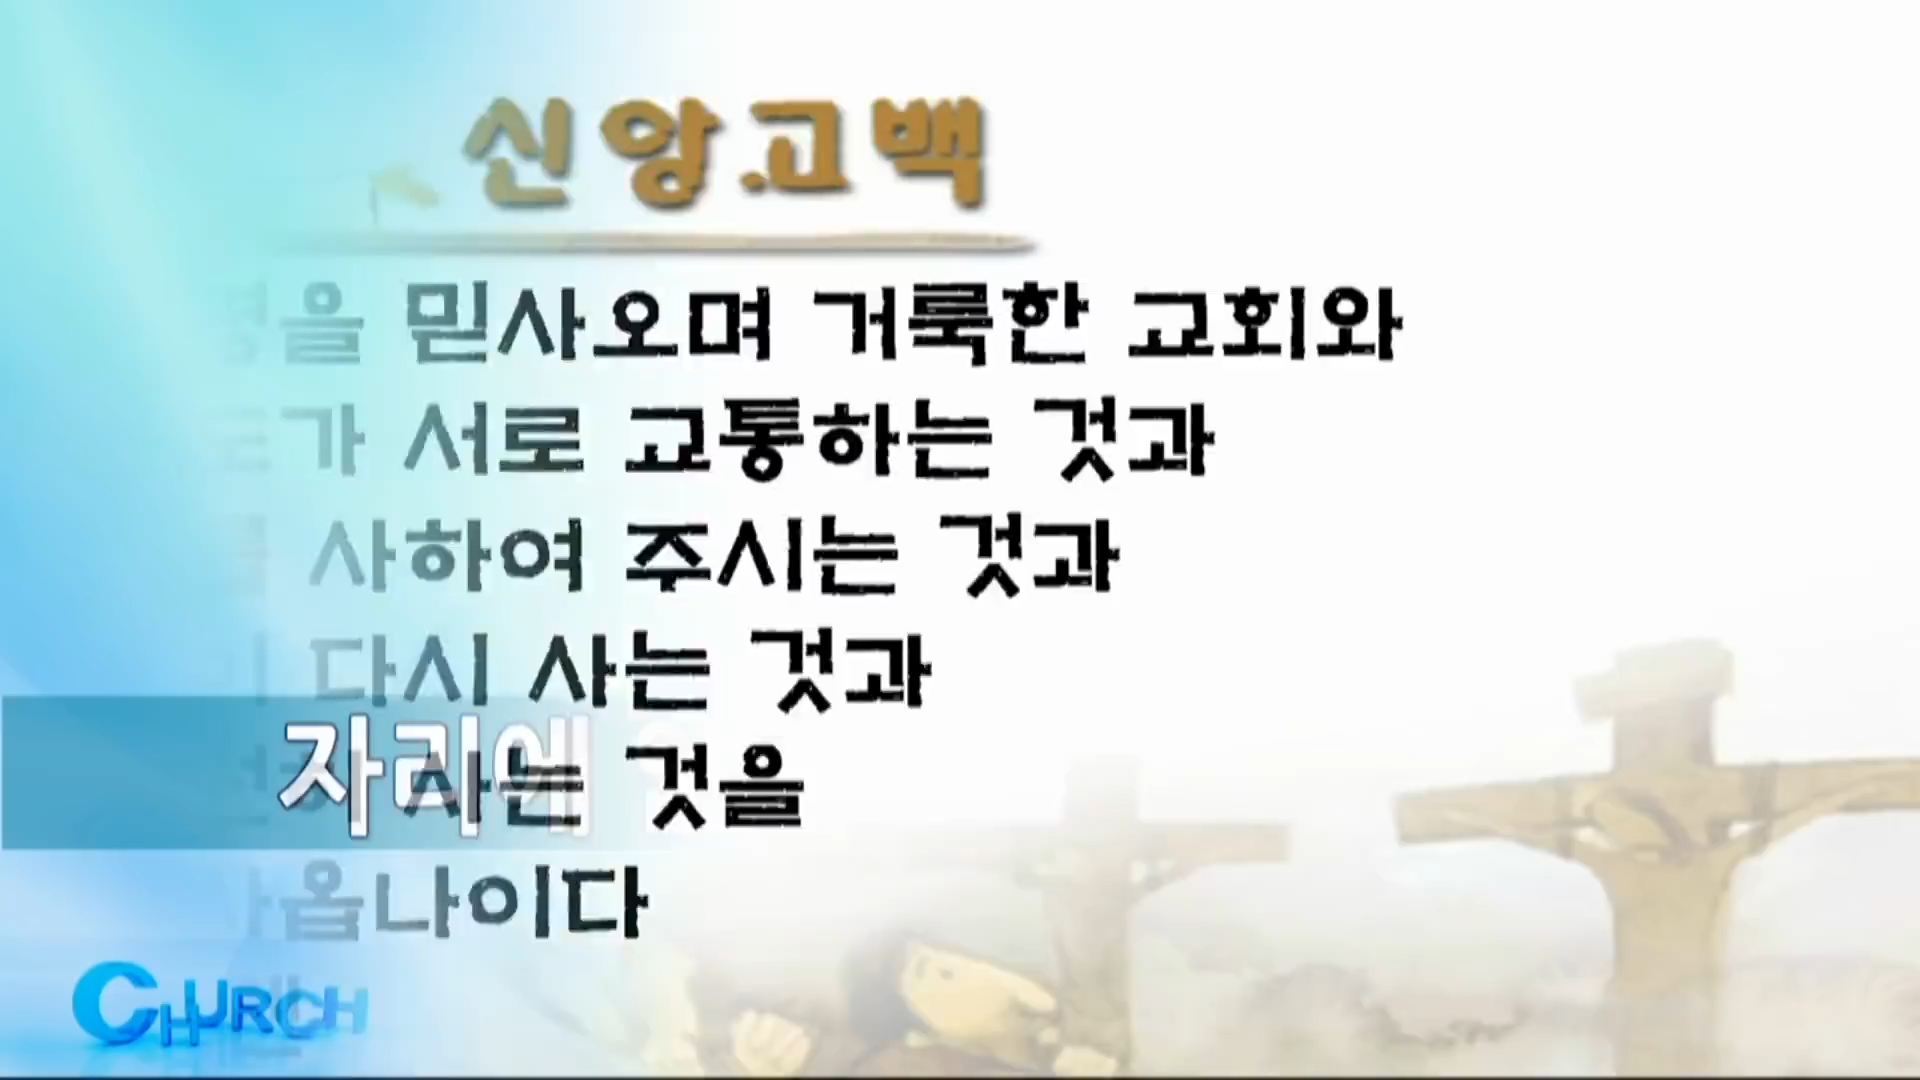 신앙고백
을 믿사오며 거룩한 교회와
가 서로 교통하는 것과
사하여 주시는 것과
다시 사는 것과
자리에
사는 것을
옵나이다
CHURCH